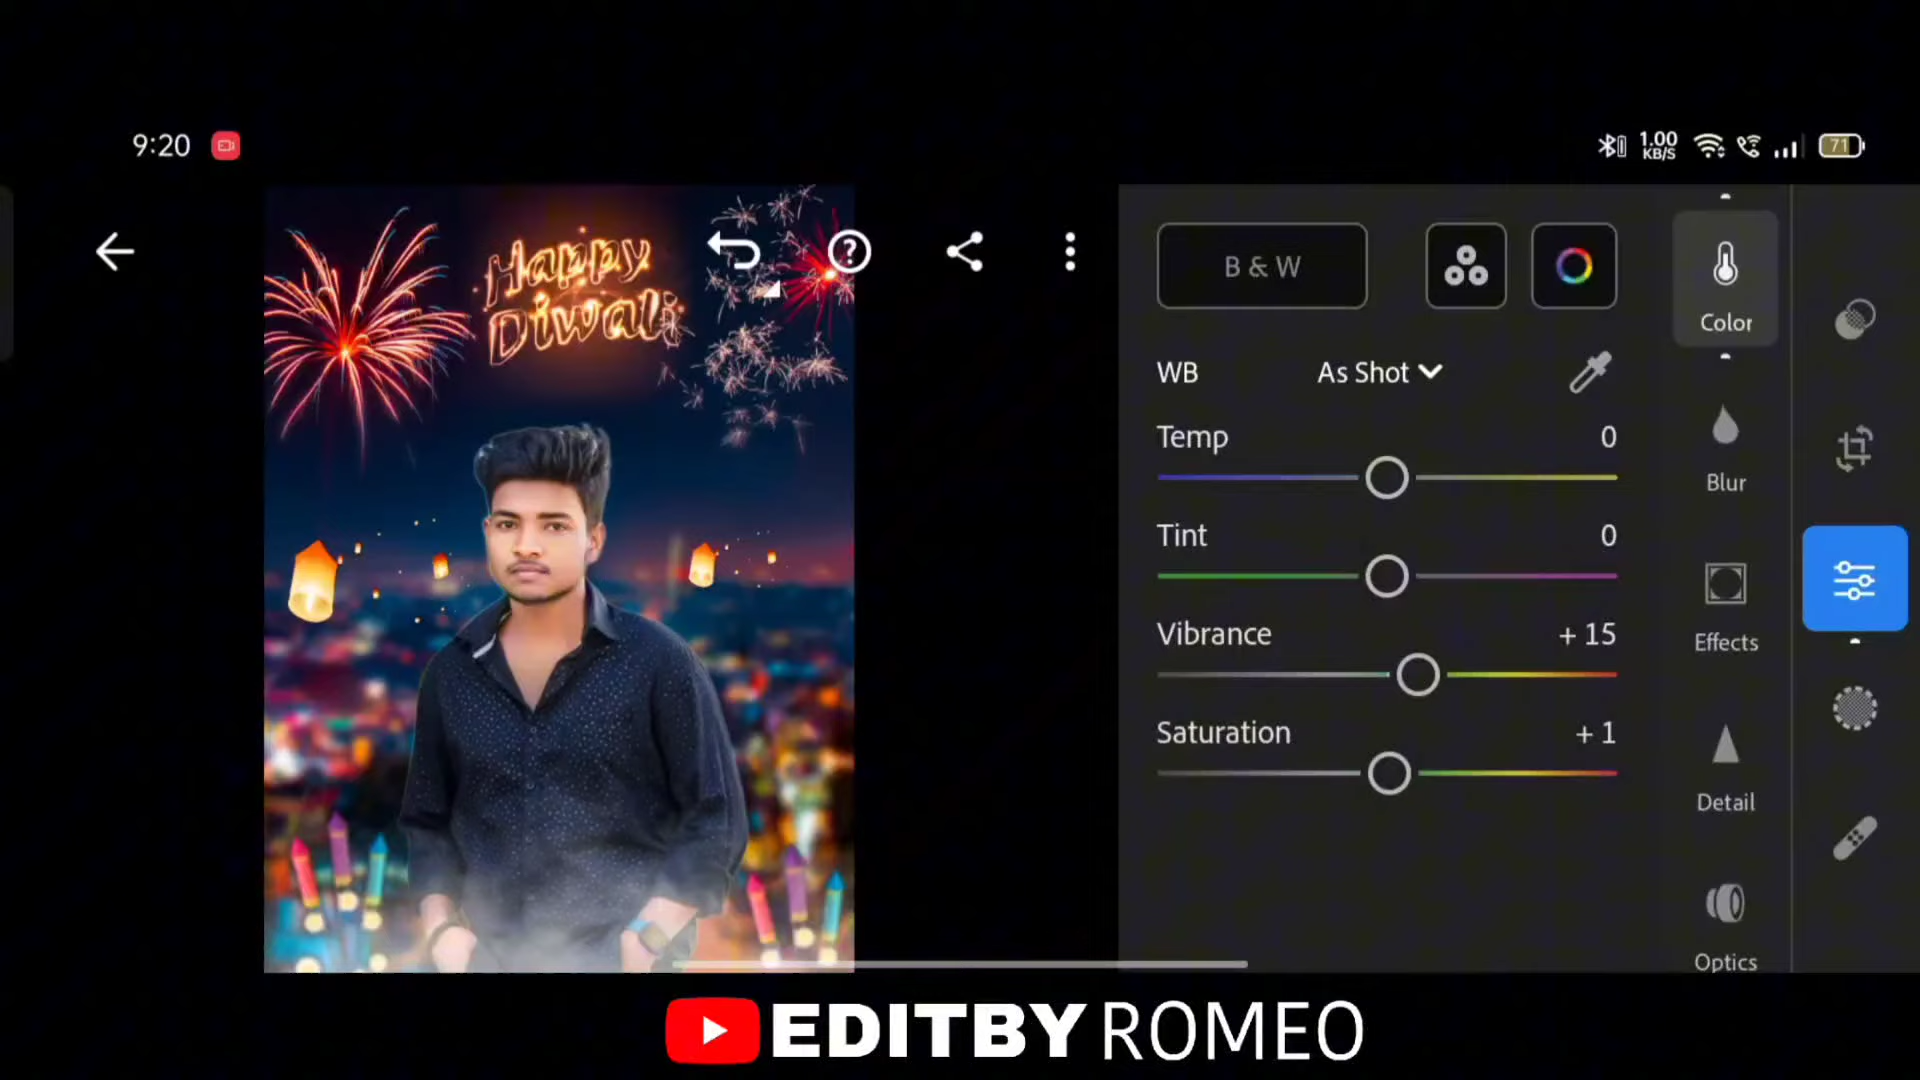 9:20
1.00
KB/S
71
Happy
Diwali
B & W
Color
WB
As Shot
Temp
0
Blur
Tint
0
Vibrance
+ 15
Effects
Saturation
+ 1
Detail
Optics
EDITBY ROMEO